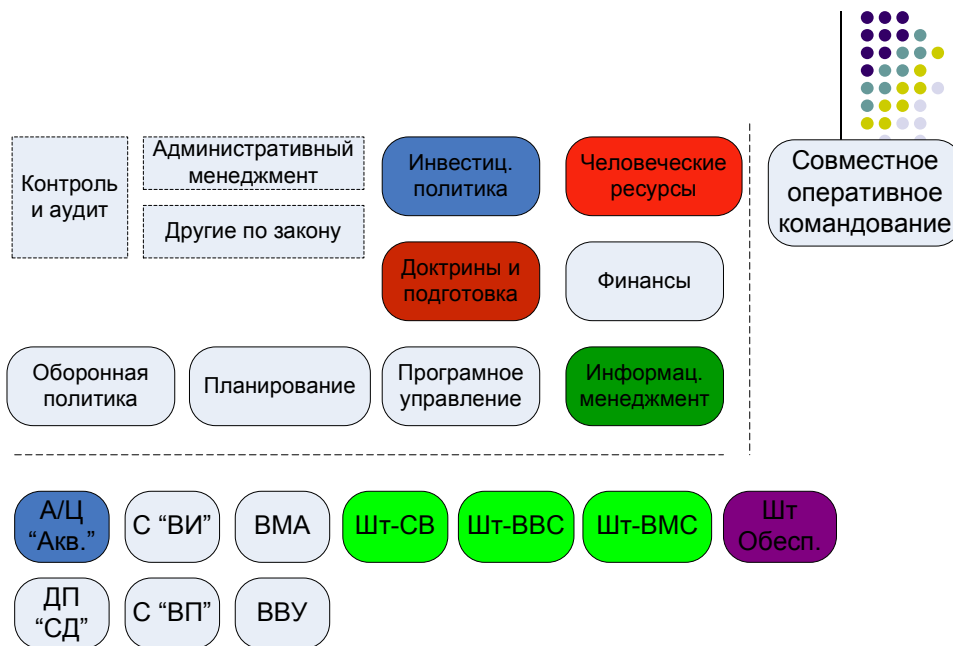 Контроль
и аудит
Административный
менеджмент
Другие по закону
Инвестиц.
политика
Человеческие
ресурсы
Совместное
оперативное
командование
Доктрины и
подготовка
Финансы
Оборонная
политика
Планирование
Програмное
управление
Информац.
менеджмент
А/Ц
“Акв.”
С “ВИ”
ВМА
Шт-СВ
Шт-ВВС
Шт-ВМС
Шт
Обесп.
ДП
“СД”
С “ВП”
ВВУ